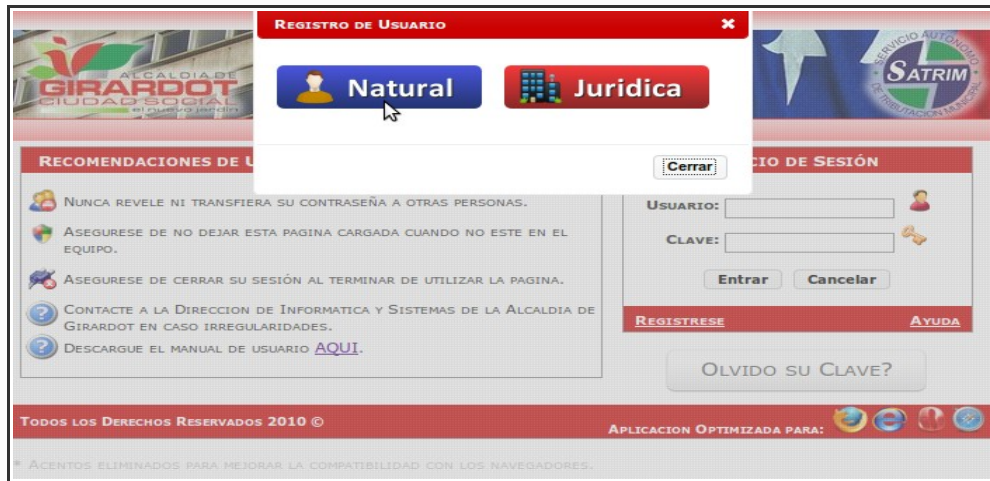 REGISTRO DE USUARIO
Natural
Juridica
Cerrar
ALCALDIA DE
GIRARDOT
CIUDAD SOCIAL
el nuevo jardin
SERVICIO AUTONOMO
SATRIM
DE TRIBUTACION MUNICIPAL
RECOMENDACIONES DE U
NUNCA REVELE NI TRANSFIERA SU CONTRASEÑA A OTRAS PERSONAS.
ASEGURESE DE NO DEJAR ESTA PAGINA CARGADA CUANDO NO ESTE EN EL
EQUIPO.
ASEGURESE DE CERRAR SU SESIÓN AL TERMINAR DE UTILIZAR LA PAGINA.
CONTACTE A LA DIRECCION DE INFORMATICA Y SISTEMAS DE LA ALCALDIA DE
GIRARDOT EN CASO IRREGULARIDADES.
DESCARGUE EL MANUAL DE USUARIO AQUI.
CIO DE SESIÓN
USUARIO:
CLAVE:
Entrar Cancelar
REGISTRESE AYUDA
OLVIDO SU CLAVE?
TODOS LOS DERECHOS RESERVADOS 2010 ©
APLICACION OPTIMIZADA PARA:
* ACENTOS ELIMINADOS PARA MEJORAR LA COMPATIBILIDAD CON LOS NAVEGADORES.